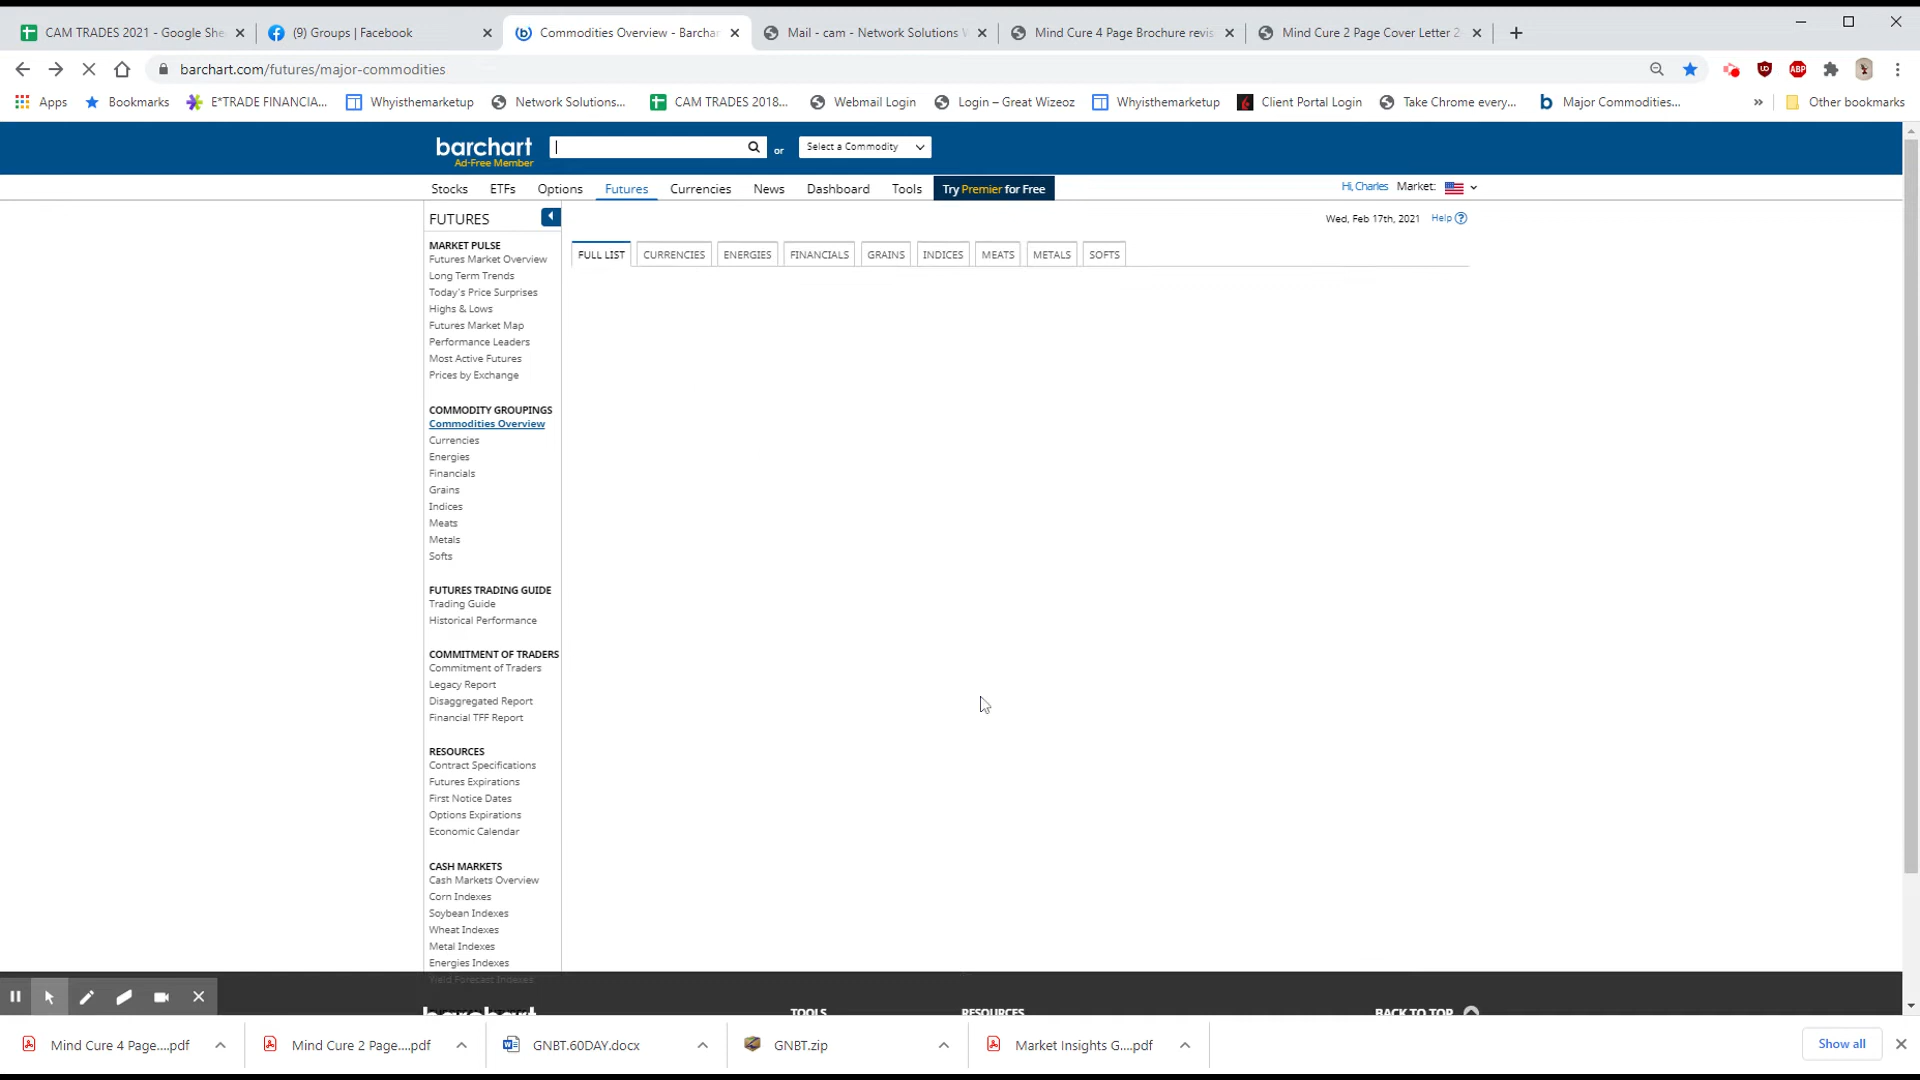 CAM TRADES 2021 - Google She
(9) Groups | Facebook
Commodities Overview - Barchar
Mail - cam - Network Solutions W
Mind Cure 4 Page Brochure revis
Mind Cure 2 Page Cover Letter 2
barchart.com/futures/major-commodities
Apps
Bookmarks
E*TRADE FINANCIA...
Whyisthemarketup
Network Solutions...
CAM TRADES 2018...
Webmail Login
Login – Great Wizeoz
Whyisthemarketup
Client Portal Login
Take Chrome every...
Major Commodities...
»
Other bookmarks
barchart
Ad-Free Member
or
Select a Commodity
Stocks
ETFs
Options
Futures
Currencies
News
Dashboard
Tools
Try Premier for Free
Hi, Charles
Market:
FUTURES
Wed, Feb 17th, 2021
Help
FULL LIST
CURRENCIES
ENERGIES
FINANCIALS
GRAINS
INDICES
MEATS
METALS
SOFTS
MARKET PULSE
Futures Market Overview
Long Term Trends
Today's Price Surprises
Highs & Lows
Futures Market Map
Performance Leaders
Most Active Futures
Prices by Exchange
COMMODITY GROUPINGS
Commodities Overview
Currencies
Energies
Financials
Grains
Indices
Meats
Metals
Softs
FUTURES TRADING GUIDE
Trading Guide
Historical Performance
COMMITMENT OF TRADERS
Commitment of Traders
Legacy Report
Disaggregated Report
Financial TFF Report
RESOURCES
Contract Specifications
Futures Expirations
First Notice Dates
Options Expirations
Economic Calendar
CASH MARKETS
Cash Markets Overview
Corn Indexes
Soybean Indexes
Wheat Indexes
Metal Indexes
Energies Indexes
Yield Forecast Indexes
barchart
TOOLS
RESOURCES
BACK TO TOP
Mind Cure 4 Page....pdf
Mind Cure 2 Page....pdf
GNBT.60DAY.docx
GNBT.zip
Market Insights G....pdf
Show all